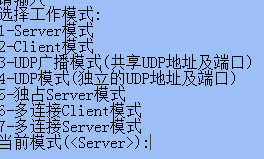 选择工作模式:
1-Server模式
2-Client模式
3-UDP广播模式(共享UDP地址及端口)
4-UDP模式(独立的UDP地址及端口)
5-独占Server模式
6-多连接Client模式
7-多连接Server模式
当前模式(<Server>):